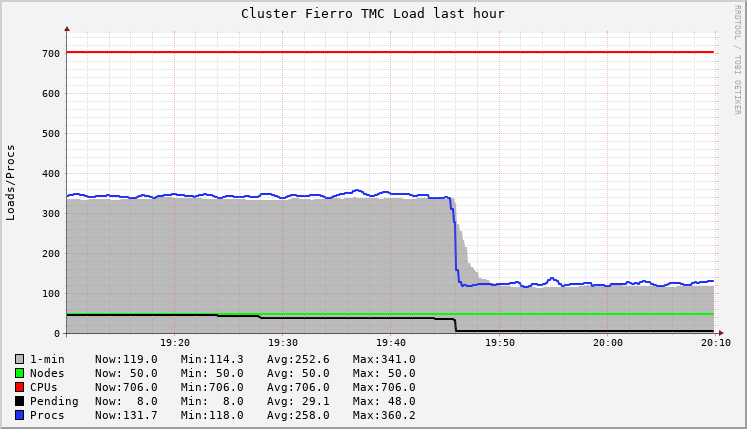 Cluster Fierro TMC Load last hour
RRDTOOL / TOBI OETIKER
Loads/Procs
700
600
500
400
300
200
100
0
19:20 19:30 19:40 19:50 20:00 20:10
1-min Now:119.0 Min:114.3 Avg:252.6 Max:341.0
Nodes Now: 50.0 Min: 50.0 Avg: 50.0 Max: 50.0
CPUs Now:706.0 Min:706.0 Avg:706.0 Max:706.0
Pending Now: 8.0 Min: 8.0 Avg: 29.1 Max: 48.0
Procs Now:131.7 Min:118.0 Avg:258.0 Max:360.2